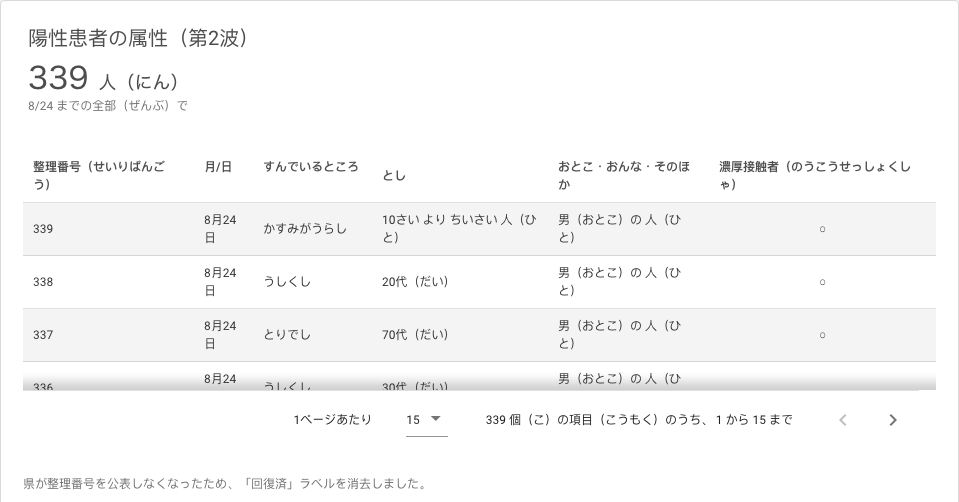 陽性患者の属性（第2波）
339 人（にん）
8/24 までの全部（ぜんぶ）で
整理番号（せいりばんごう） 月/日 すんでいるところ とし おとこ・おんな・そのほか 濃厚接触者（のうこうせっしょくしゃ）
339 8月24日 かすみがうらし 10さい より ちいさい 人（ひと） 男（おとこ）の 人（ひと） ○
338 8月24日 うしくし 20代（だい） 男（おとこ）の 人（ひと） ○
337 8月24日 とりでし 70代（だい） 男（おとこ）の 人（ひと） ○
336 8月24 うしくし 30代（だい） 男（おとこ）の 人（ひ
1ページあたり 15 339 個（こ）の項目（こうもく）のうち、1 から 15 まで
県が整理番号を公表しなくなったため、「回復済」ラベルを消去しました。